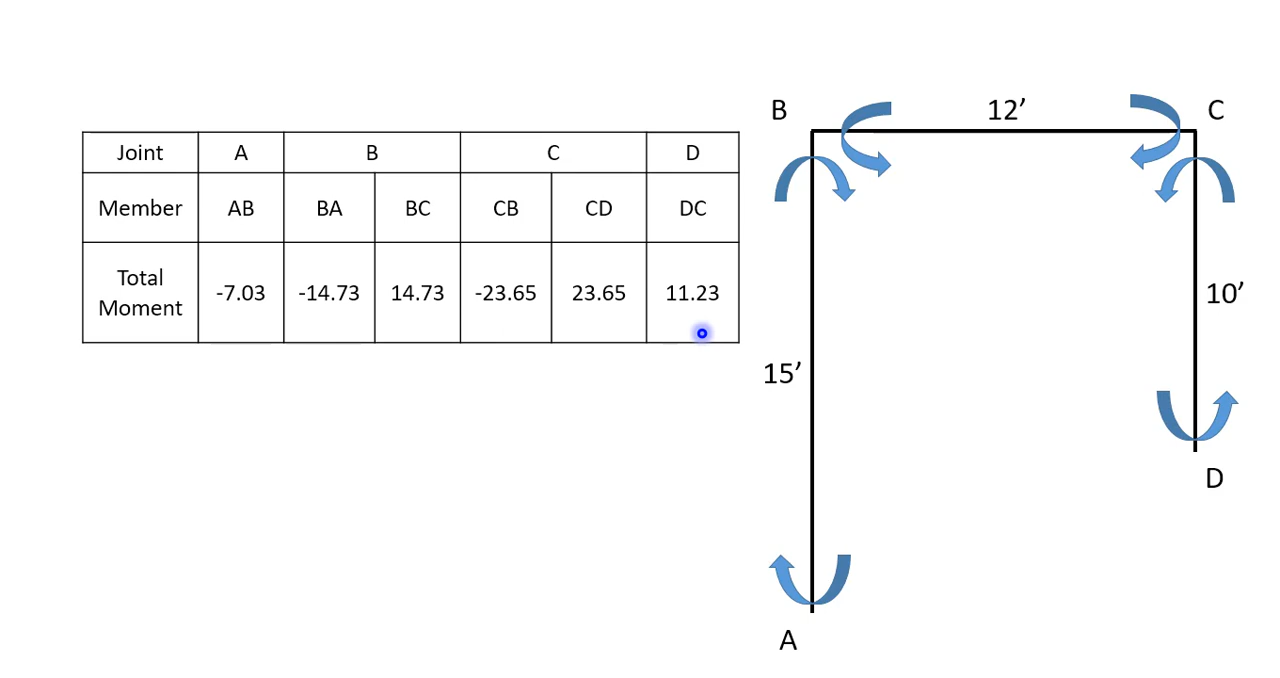 Joint A B C D
Member AB BA BC CB CD DC
Total Moment -7.03 -14.73 14.73 -23.65 23.65 11.23
B 12’ C
10’
15’
D
A